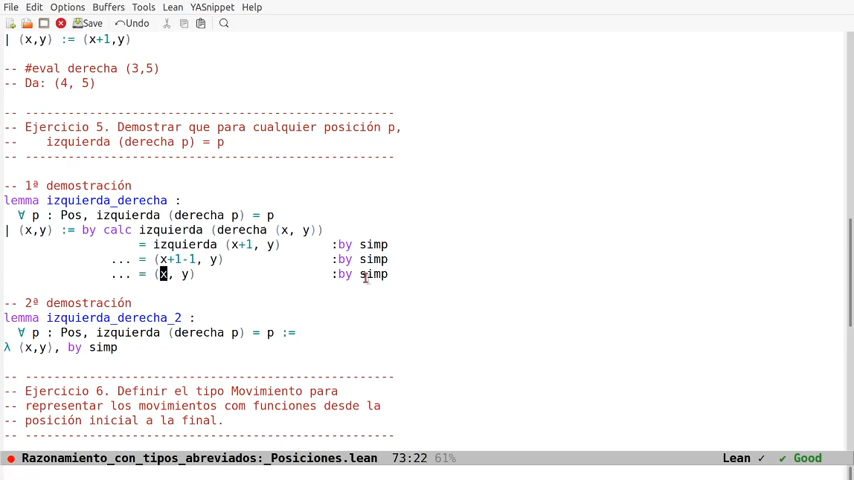 File Edit Options Buffers Tools Lean YASnippet Help
Save Undo
| (x,y) := (x+1,y)
-- #eval derecha (3,5)
-- Da: (4, 5)
-- ---------------------------------------------------
-- Ejercicio 5. Demostrar que para cualquier posición p,
--    izquierda (derecha p) = p
-- ---------------------------------------------------
-- 1ª demostración
lemma izquierda_derecha :
  ∀ p : Pos, izquierda (derecha p) = p
| (x,y) := by calc izquierda (derecha (x, y))
                   = izquierda (x+1, y)       :by simp
               ... = (x+1-1, y)               :by simp
               ... = (x, y)                   :by simp
-- 2ª demostración
lemma izquierda_derecha_2 :
  ∀ p : Pos, izquierda (derecha p) = p :=
λ (x,y), by simp
-- ---------------------------------------------------
-- Ejercicio 6. Definir el tipo Movimiento para
-- representar los movimientos com funciones desde la
-- posición inicial a la final.
-- ---------------------------------------------------
Razonamiento_con_tipos_abreviados:_Posiciones.lean 73:22 61% Lean ✓ ✔ Good